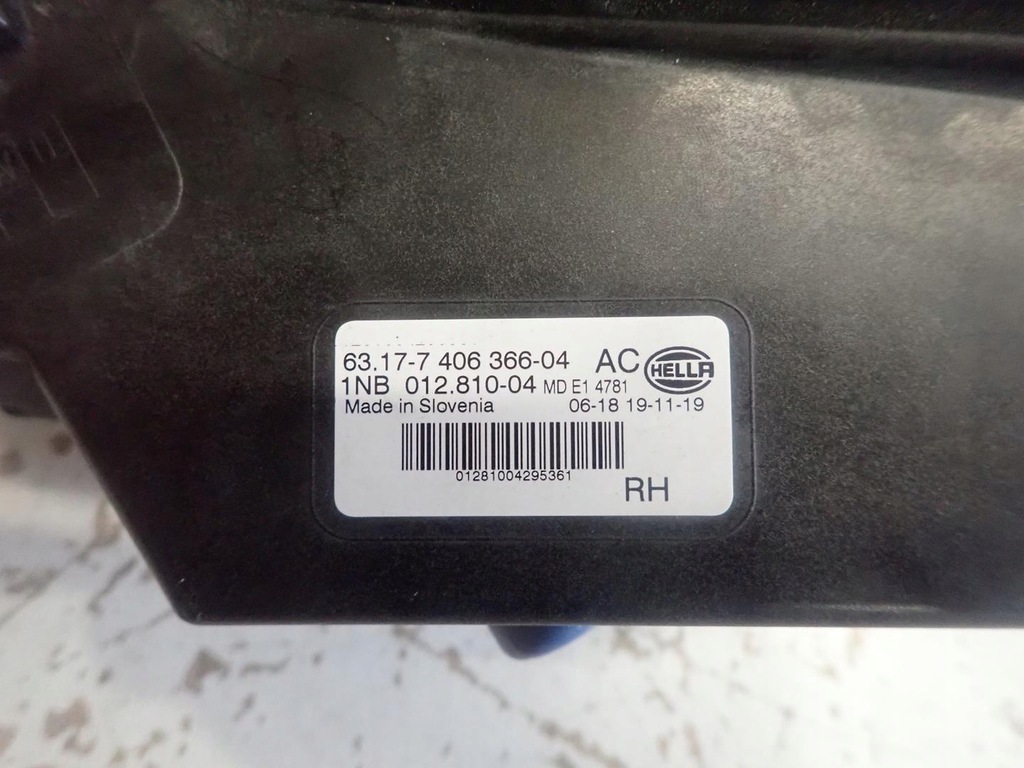 63.17-7 406 366-04 AC HELLA
1NB 012.810-04 MD E1 4781
Made in Slovenia 06-18 19-11-19
01281004295361
RH